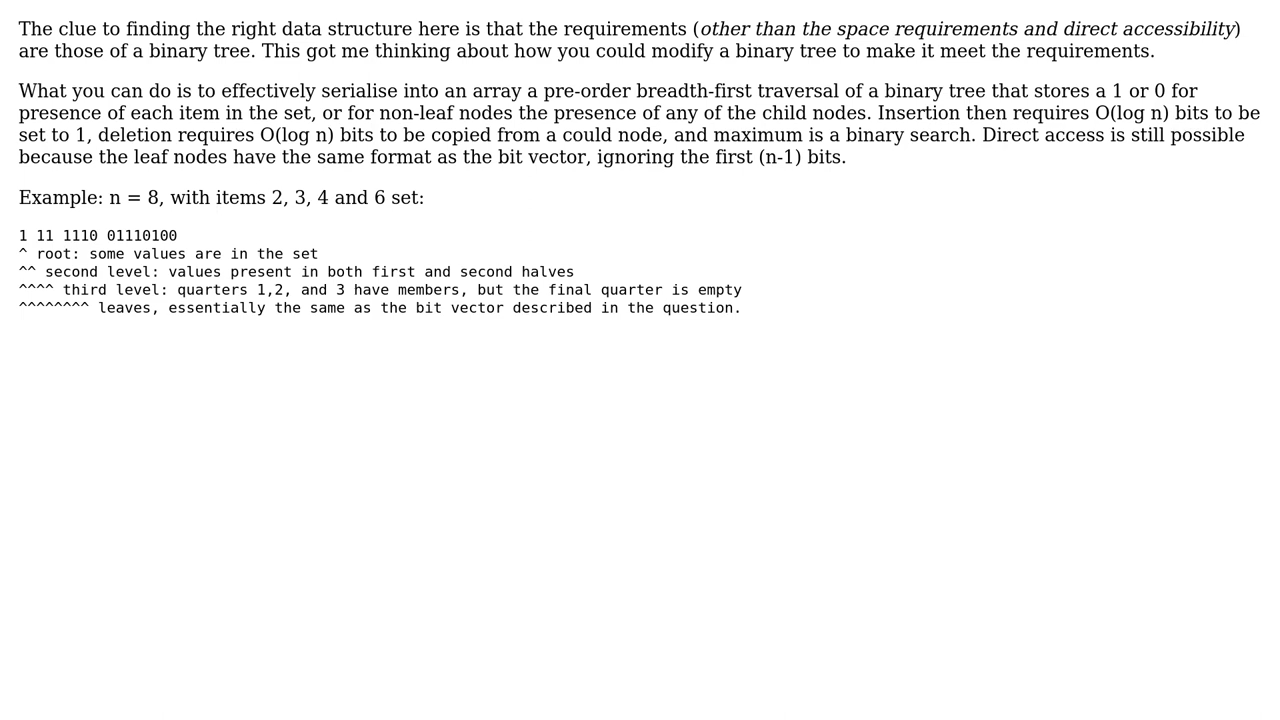 The clue to finding the right data structure here is that the requirements (other than the space requirements and direct accessibility)
are those of a binary tree. This got me thinking about how you could modify a binary tree to make it meet the requirements.
What you can do is to effectively serialise into an array a pre-order breadth-first traversal of a binary tree that stores a 1 or 0 for
presence of each item in the set, or for non-leaf nodes the presence of any of the child nodes. Insertion then requires O(log n) bits to be
set to 1, deletion requires O(log n) bits to be copied from a could node, and maximum is a binary search. Direct access is still possible
because the leaf nodes have the same format as the bit vector, ignoring the first (n-1) bits.
Example: n = 8, with items 2, 3, 4 and 6 set:
1 11 1110 01110100
^ root: some values are in the set
^^ second level: values present in both first and second halves
^^^^ third level: quarters 1,2, and 3 have members, but the final quarter is empty
^^^^^^^^ leaves, essentially the same as the bit vector described in the question.